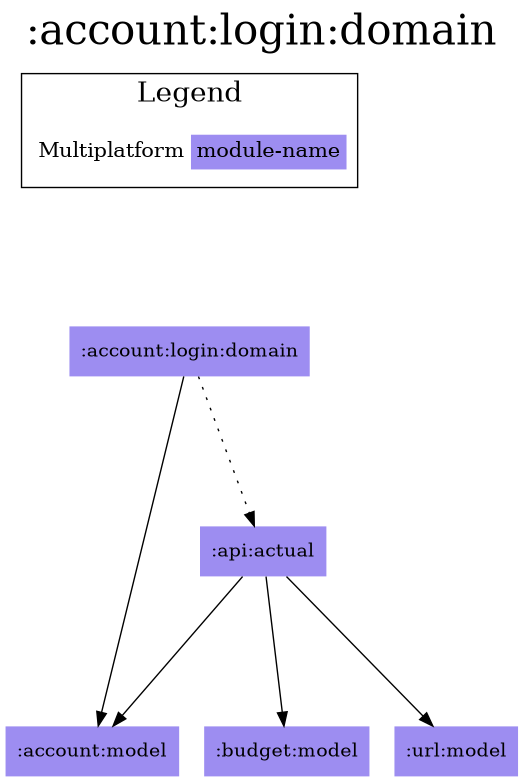 :account:login:domain
Legend
Multiplatform module-name
:account:login:domain
:api:actual
:account:model :budget:model :url:model